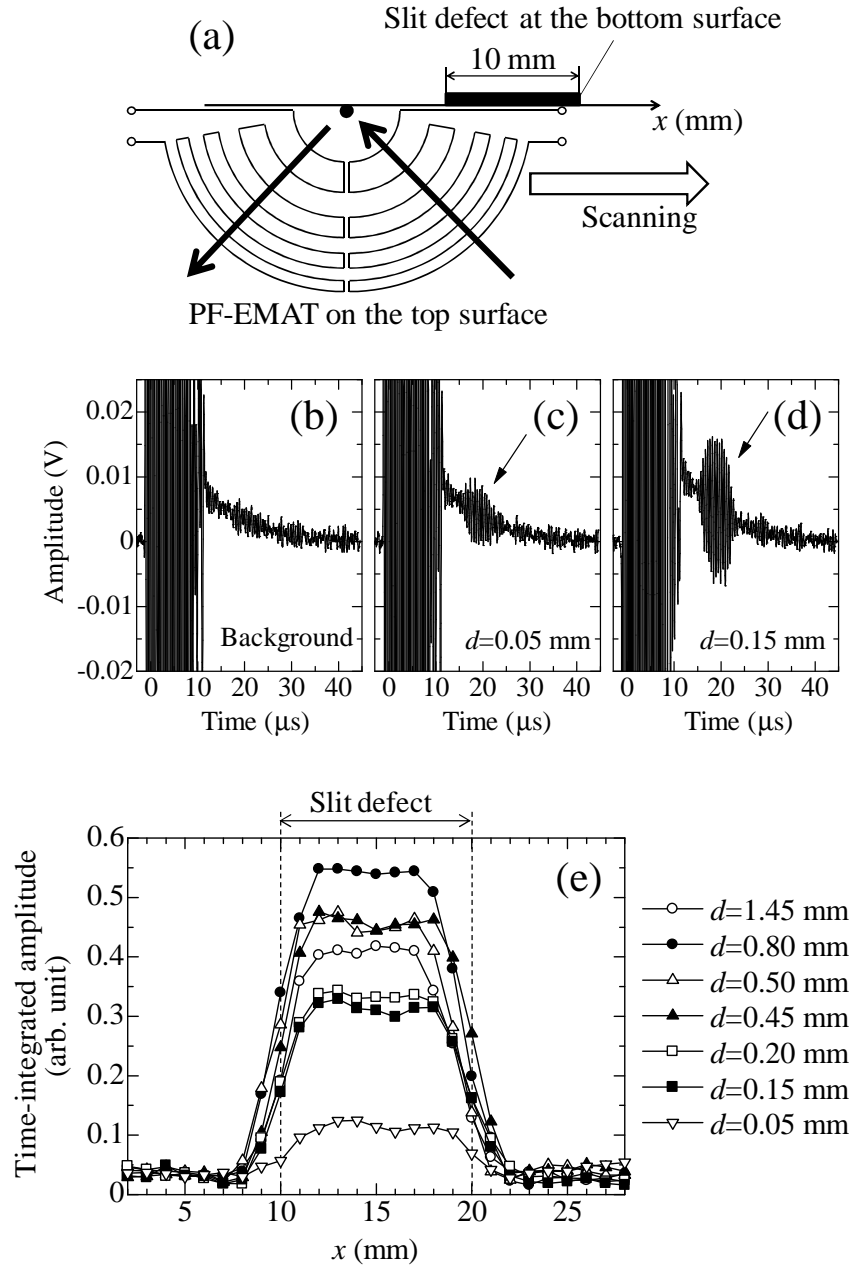 (a)
Slit defect at the bottom surface
10 mm
x (mm)
Scanning
PF-EMAT on the top surface
(b) (c) (d)
0.02
0.01
0
-0.01
-0.02
Amplitude (V)
Background d=0.05 mm d=0.15 mm
0 10 20 30 40 0 10 20 30 40 0 10 20 30 40
Time (μs) Time (μs) Time (μs)
Slit defect
(e)
0.6
0.5
0.4
0.3
0.2
0.1
0
Time-integrated amplitude
(arb. unit)
5 10 15 20 25
x (mm)
d=1.45 mm
d=0.80 mm
d=0.50 mm
d=0.45 mm
d=0.20 mm
d=0.15 mm
d=0.05 mm